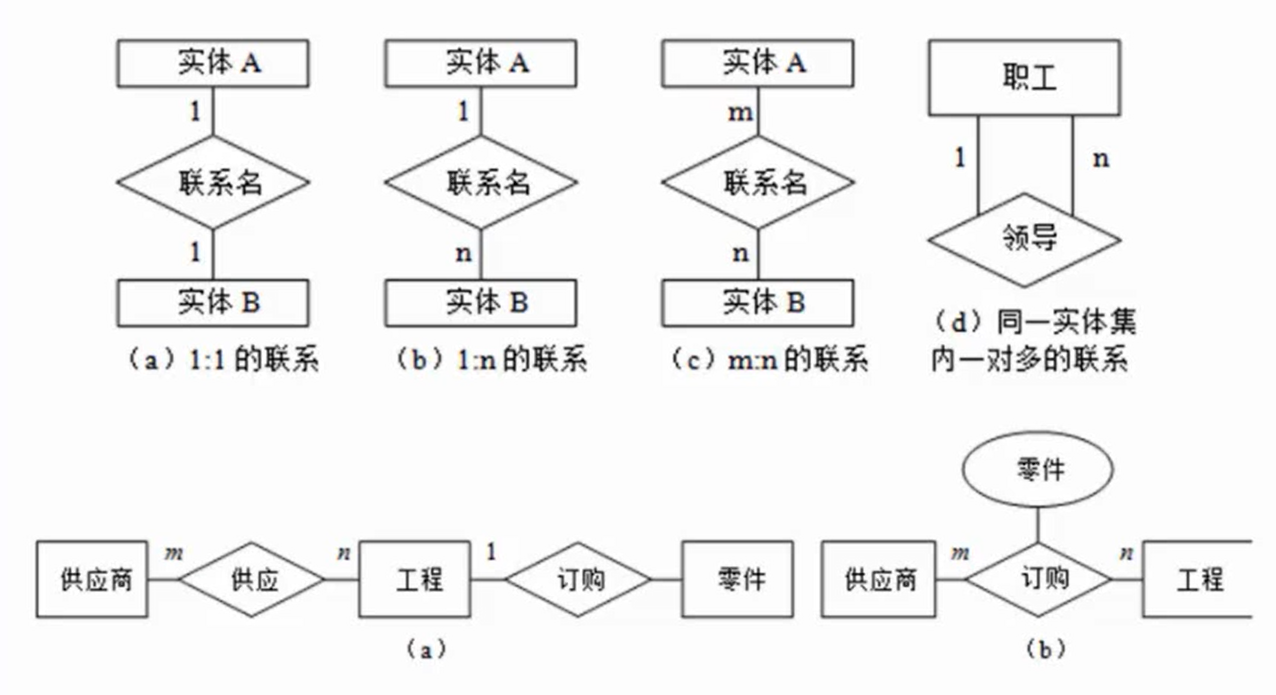 实体 A
1
联系名
1
实体 B
(a) 1:1 的联系
实体 A
1
联系名
n
实体 B
(b) 1:n 的联系
实体 A
m
联系名
n
实体 B
(c) m:n 的联系
职工
1
n
领导
(d) 同一实体集
内一对多的联系
供应商
m
供应
n
工程
1
订购
零件
(a)
零件
供应商
m
订购
n
工程
(b)